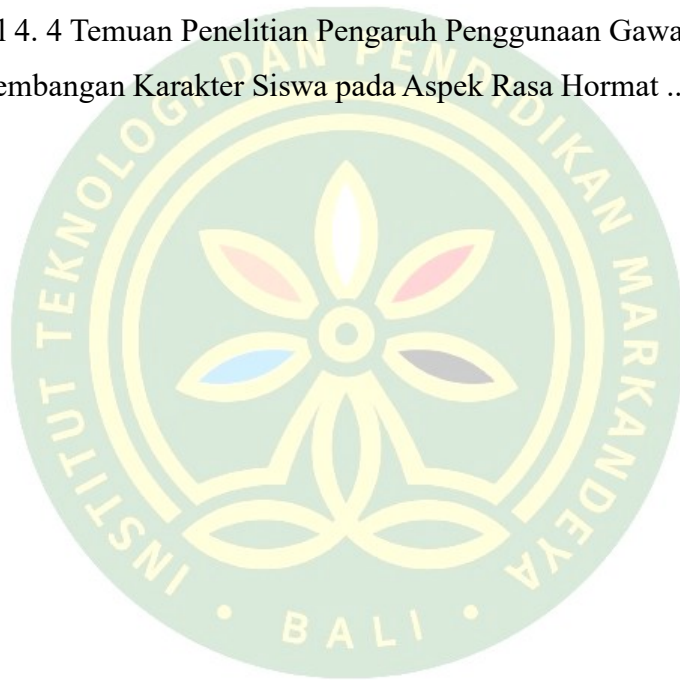 l 4. 4 Temuan Penelitian Pengaruh Penggunaan Gawa
embangan Karakter Siswa pada Aspek Rasa Hormat ..
INSTITUT TEKNOLOGI DAN PENDIDIKAN MARKANDEYA
• BALI •